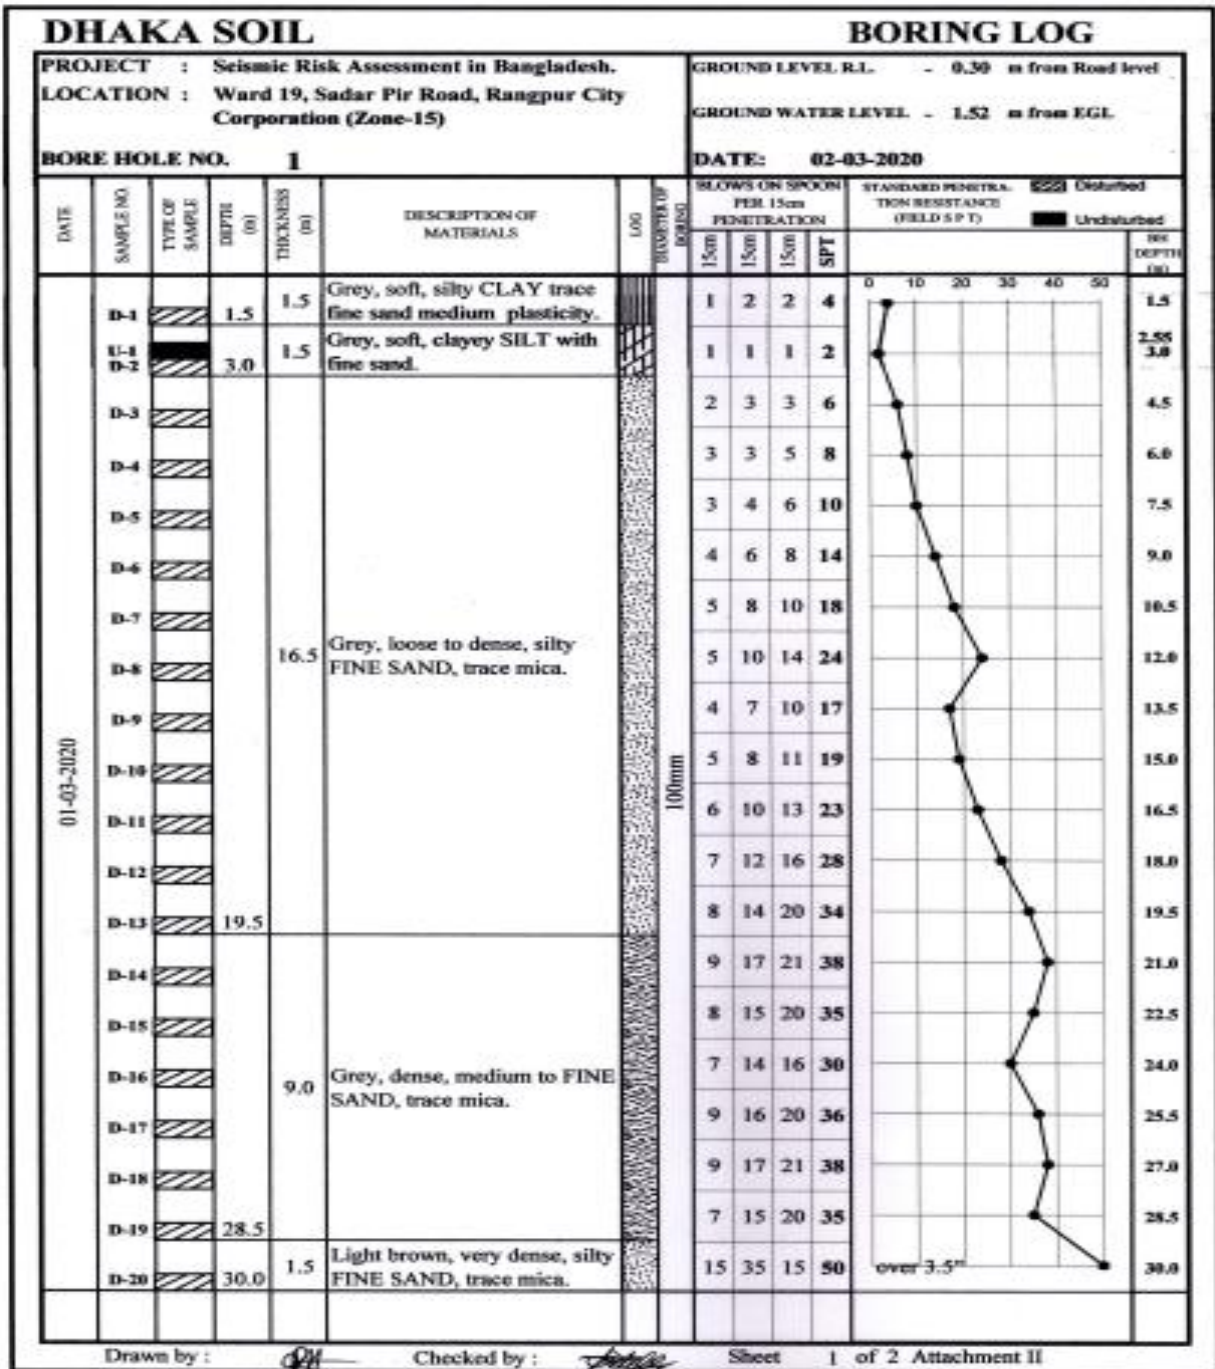 DHAKA SOIL BORING LOG
PROJECT : Seismic Risk Assessment in Bangladesh.
LOCATION : Ward 19, Sadar Pir Road, Rangpur City
Corporation (Zone-15)
BORE HOLE NO. 1
GROUND LEVEL R.L. - 0.30 m from Road level
GROUND WATER LEVEL - 1.52 m from EGL
DATE: 02-03-2020
DATE
SAMPLE NO.
TYPE OF
SAMPLE
DEPTH
(m)
THICKNESS
(m)
DESCRIPTION OF
MATERIALS
LOG
DIAMETER OF
BORING
BLOWS ON SPOON
PER 15cm
PENETRATION
15cm 15cm 15cm SPT
STANDARD PENETRA-
TION RESISTANCE
(FIELD S P T)
Disturbed
Undisturbed
BH
DEPTH
(m)
0 10 20 30 40 50
01-03-2020
100mm
D-1 1.5 1.5 Grey, soft, silty CLAY trace
fine sand medium plasticity.
1 2 2 4 1.5
U-1 2.55
D-2 3.0 1.5 Grey, soft, clayey SILT with
fine sand.
1 1 1 2 3.0
D-3 2 3 3 6 4.5
D-4 3 3 5 8 6.0
D-5 3 4 6 10 7.5
D-6 4 6 8 14 9.0
D-7 5 8 10 18 10.5
16.5 Grey, loose to dense, silty
FINE SAND, trace mica.
D-8 5 10 14 24 12.0
D-9 4 7 10 17 13.5
D-10 5 8 11 19 15.0
D-11 6 10 13 23 16.5
D-12 7 12 16 28 18.0
D-13 19.5 8 14 20 34 19.5
D-14 9 17 21 38 21.0
D-15 8 15 20 35 22.5
D-16 7 14 16 30 24.0
9.0 Grey, dense, medium to FINE
SAND, trace mica.
D-17 9 16 20 36 25.5
D-18 9 17 21 38 27.0
D-19 28.5 7 15 20 35 28.5
D-20 30.0 1.5 Light brown, very dense, silty
FINE SAND, trace mica.
15 35 15 50 over 3.5" 30.0
Drawn by : Checked by : Sheet 1 of 2 Attachment II